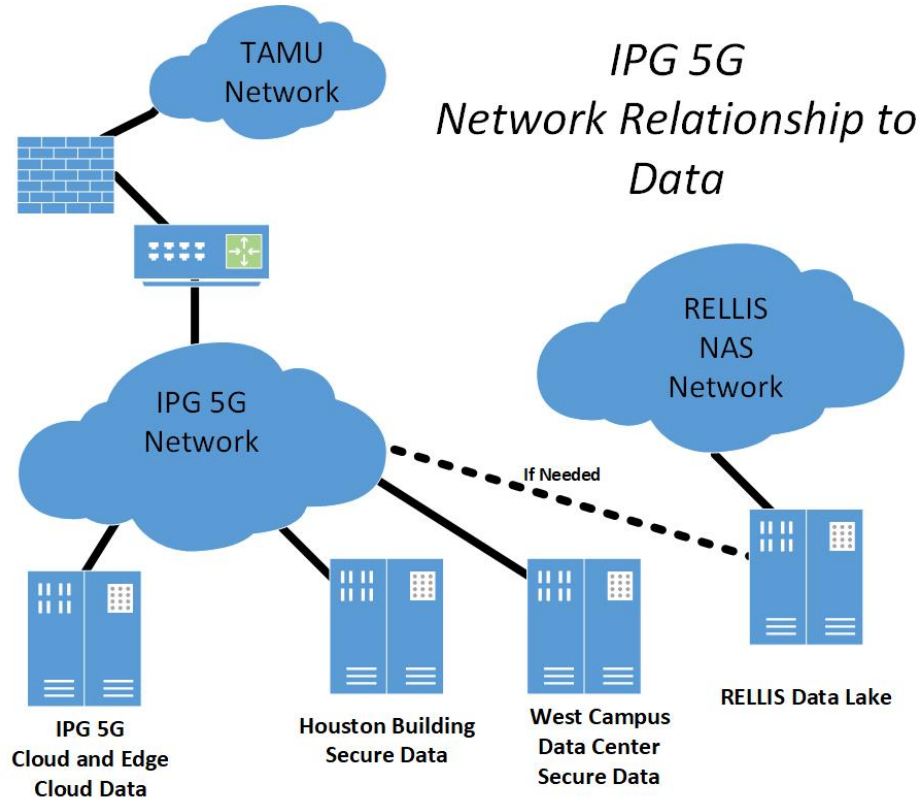 TAMU
Network
IPG 5G
Network Relationship to
Data
RELLIS
NAS
Network
IPG 5G
Network
If Needed
IPG 5G
Cloud and Edge
Cloud Data
Houston Building
Secure Data
West Campus
Data Center
Secure Data
RELLIS Data Lake